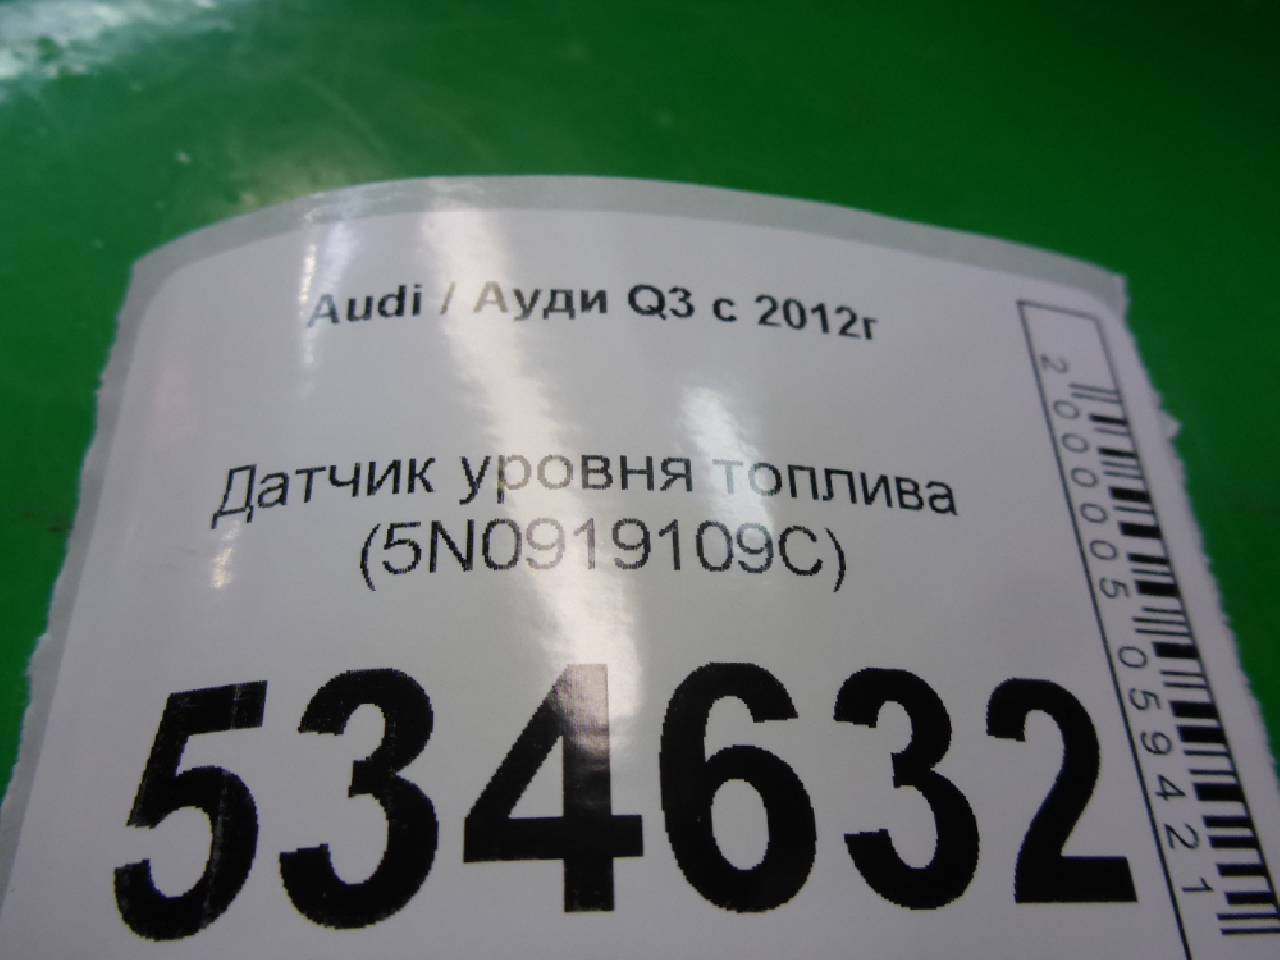 Audi / Ауди Q3 с 2012г
Датчик уровня топлива
(5N0919109C)
534632
2000005059421